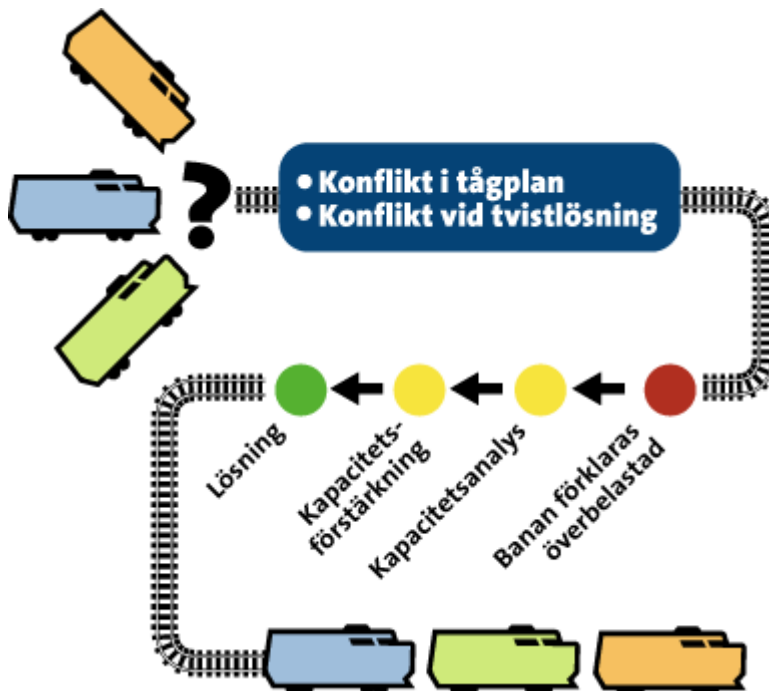 ?
• Konflikt i tågplan
• Konflikt vid tvistlösning
Lösning
Kapacitets-
förstärkning
Kapacitetsanalys
Banan förklaras
överbelastad